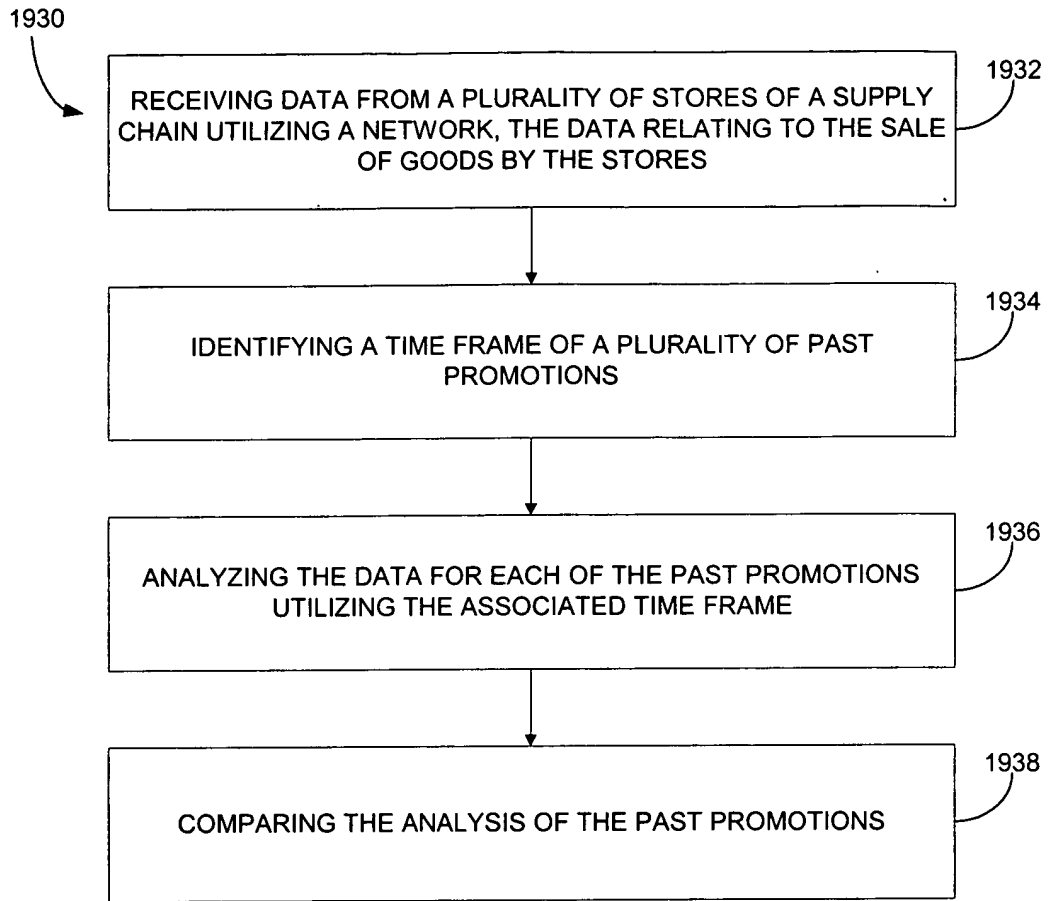 1930
1932
RECEIVING DATA FROM A PLURALITY OF STORES OF A SUPPLY
CHAIN UTILIZING A NETWORK, THE DATA RELATING TO THE SALE
OF GOODS BY THE STORES
1934
IDENTIFYING A TIME FRAME OF A PLURALITY OF PAST
PROMOTIONS
1936
ANALYZING THE DATA FOR EACH OF THE PAST PROMOTIONS
UTILIZING THE ASSOCIATED TIME FRAME
1938
COMPARING THE ANALYSIS OF THE PAST PROMOTIONS